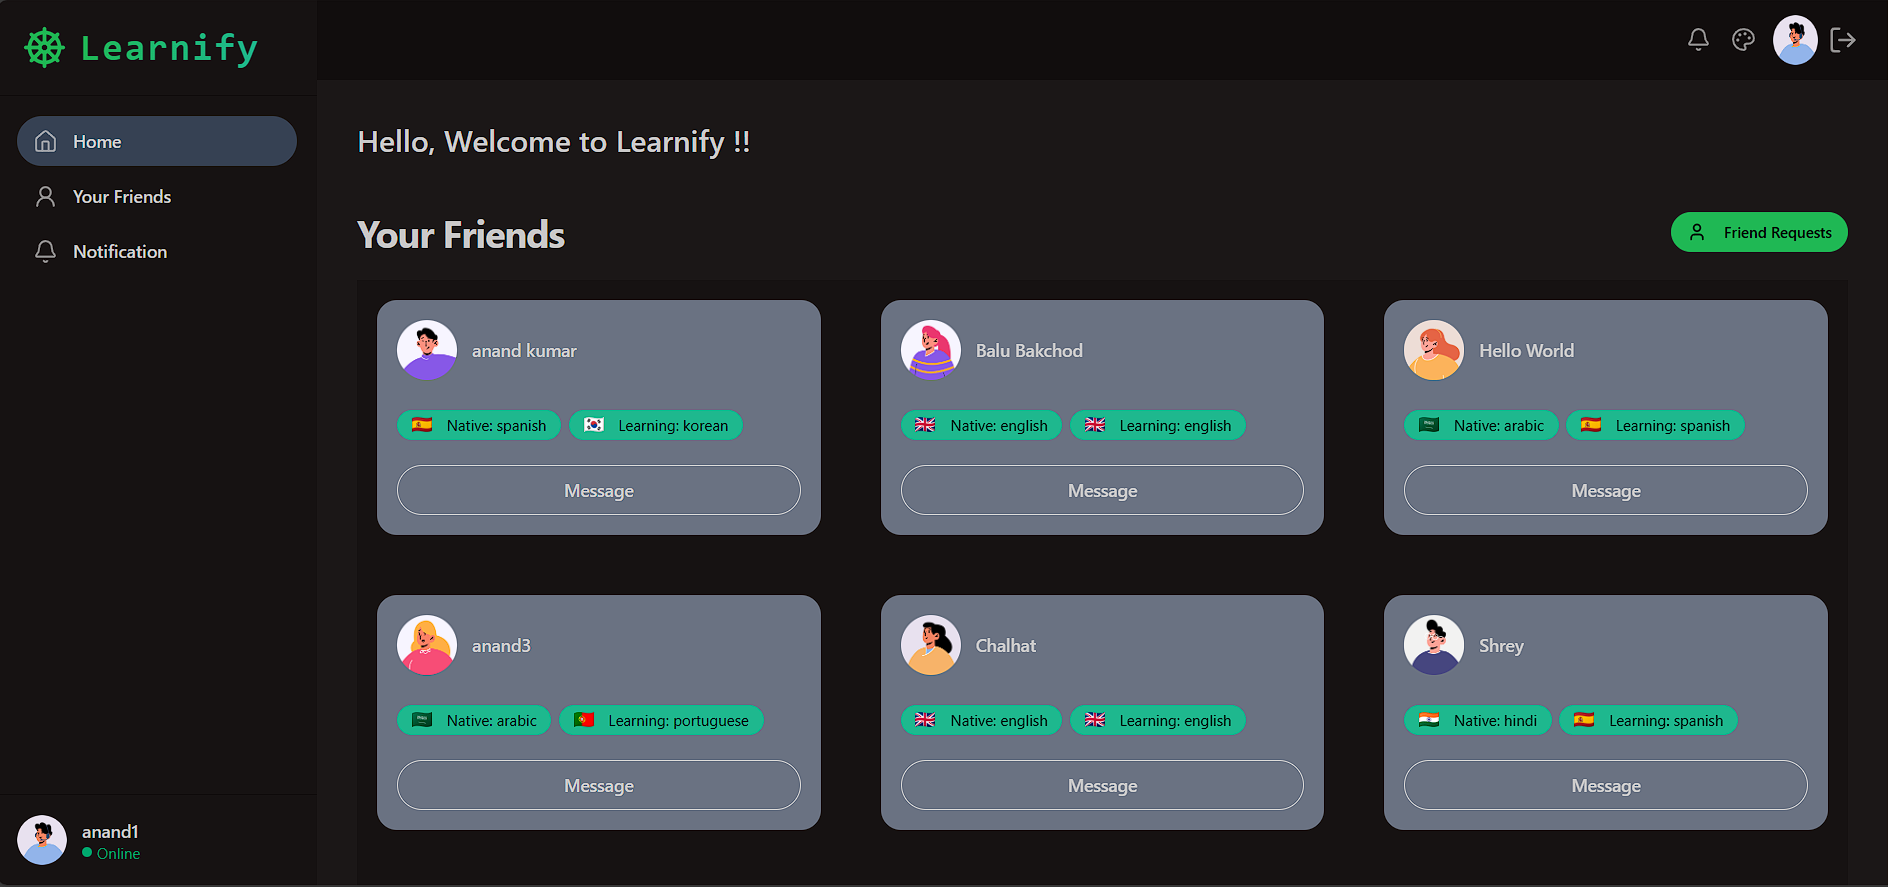 Learnify
Home
Your Friends
Notification
Hello, Welcome to Learnify !!
Your Friends
Friend Requests
anand kumar
Native: spanish
Learning: korean
Message
Balu Bakchod
Native: english
Learning: english
Message
Hello World
Native: arabic
Learning: spanish
Message
anand3
Native: arabic
Learning: portuguese
Message
Chalhat
Native: english
Learning: english
Message
Shrey
Native: hindi
Learning: spanish
Message
anand1
Online